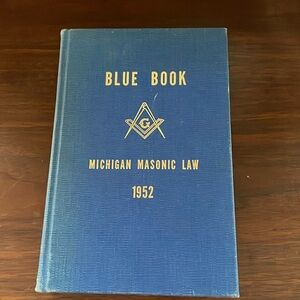 BLUE BOOK
G
MICHIGAN MASONIC LAW
1952